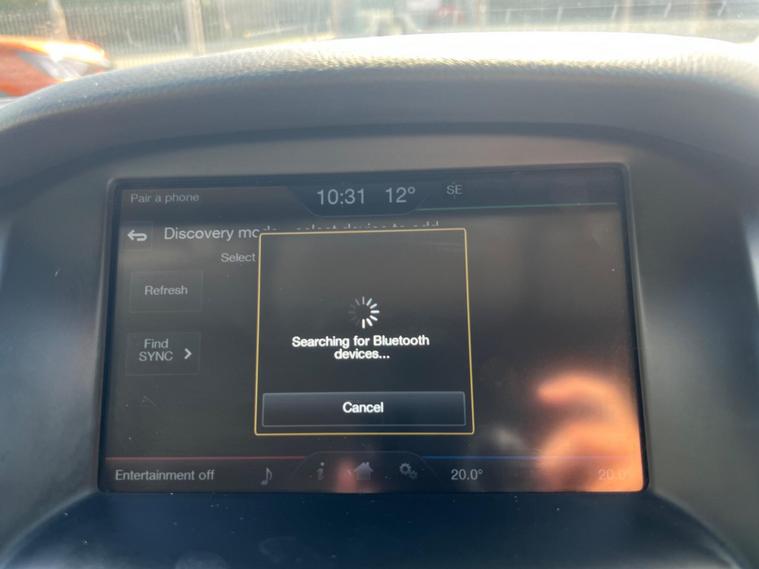 Pair a phone
10:31 12° SE
Discovery
Select
Refresh
Find
SYNC
Searching for Bluetooth
devices...
Cancel
Entertainment off
20.0°
20.0°